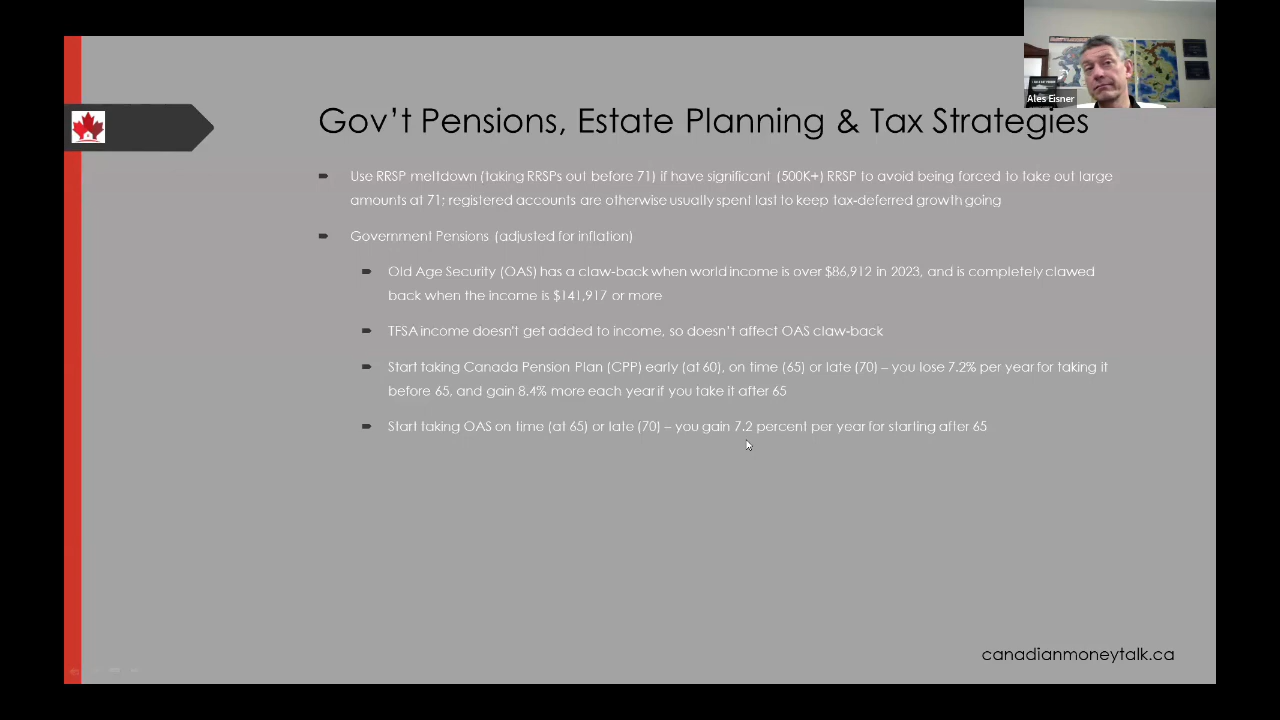 Ales Eisner
Gov't Pensions, Estate Planning & Tax Strategies
Use RRSP meltdown (taking RRSPs out before 71) if have significant (500K+) RRSP to avoid being forced to take out large
amounts at 71; registered accounts are otherwise usually spent last to keep tax-deferred growth going
Government Pensions (adjusted for inflation)
Old Age Security (OAS) has a claw-back when world income is over $86,912 in 2023, and is completely clawed
back when the income is $141,917 or more
TFSA income doesn't get added to income, so doesn't affect OAS claw-back
Start taking Canada Pension Plan (CPP) early (at 60), on time (65) or late (70) – you lose 7.2% per year for taking it
before 65, and gain 8.4% more each year if you take it after 65
Start taking OAS on time (at 65) or late (70) – you gain 7.2 percent per year for starting after 65
canadianmoneytalk.ca